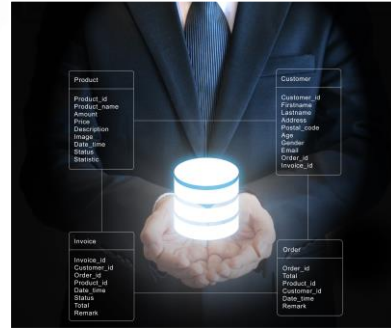 Product
Product_id
Product_name
Amount
Price
Description
Image
Date_time
Status
Statistic
Customer
Customer_id
Firstname
Lastname
Address
Postal_code
Age
Gender
Email
Order_id
Invoice_id
Invoice
Invoice_id
Customer_id
Order_id
Product_id
Date_time
Status
Total
Remark
Order
Order_id
Total
Product_id
Customer_id
Date_time
Remark